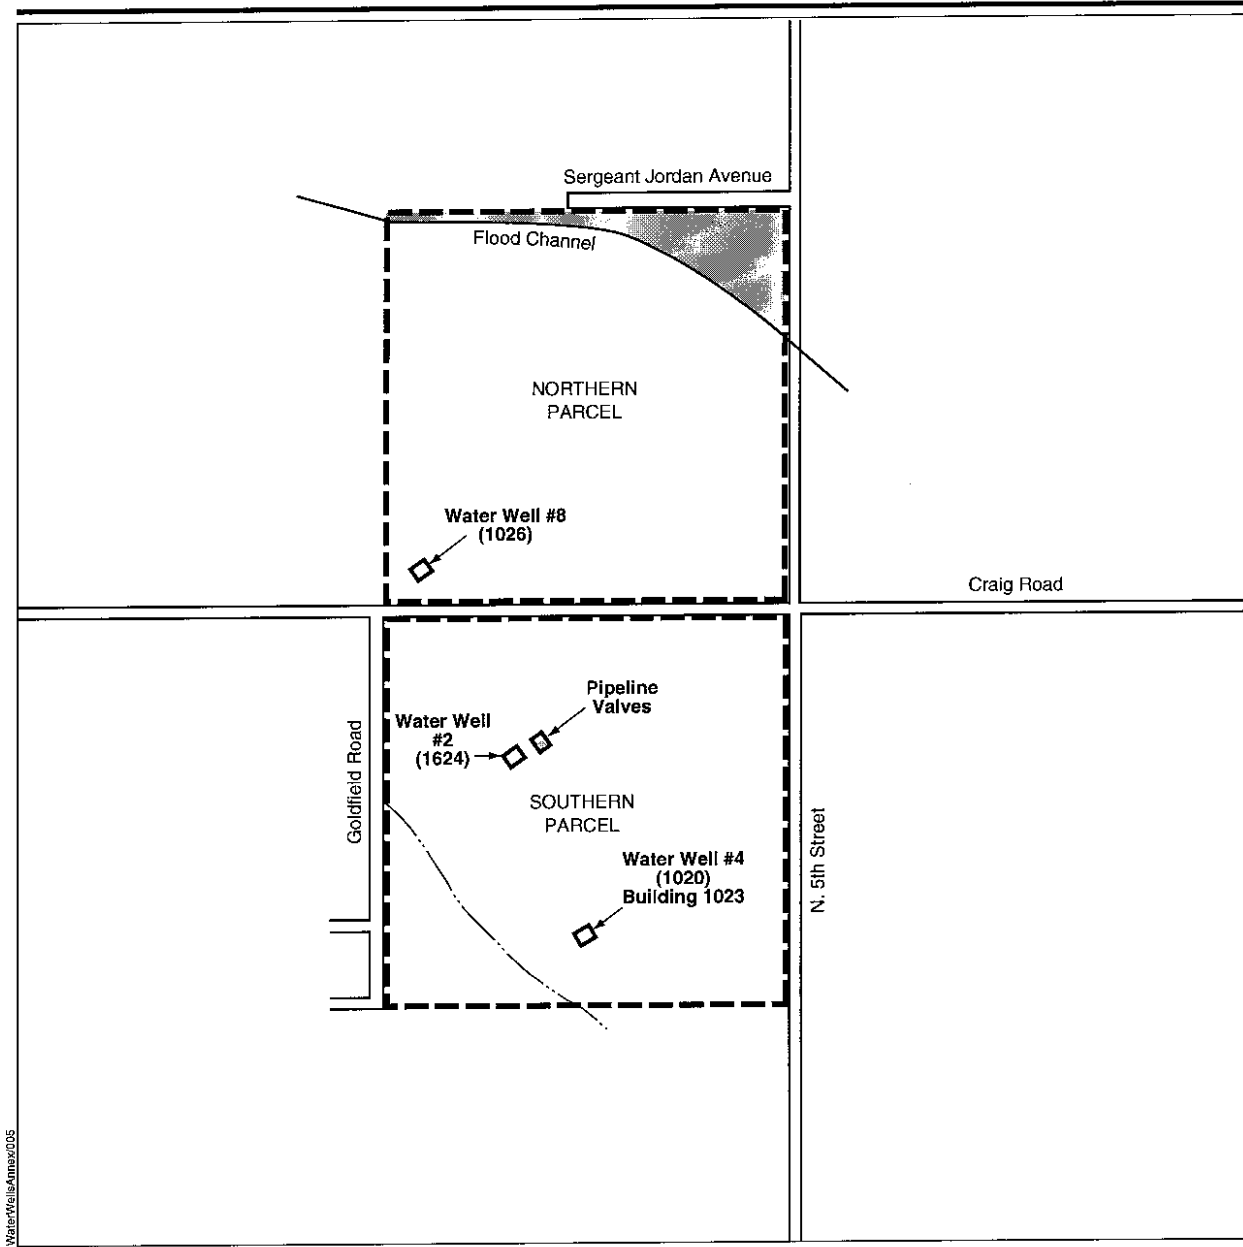 Sergeant Jordan Avenue
Flood Channel
NORTHERN
PARCEL
Water Well #8
(1026)
Craig Road
Pipeline
Valves
Water Well
#2
(1624)
Goldfield Road
SOUTHERN
PARCEL
Water Well #4
(1020)
Building 1023
N. 5th Street
WaterWellsAnnex/005